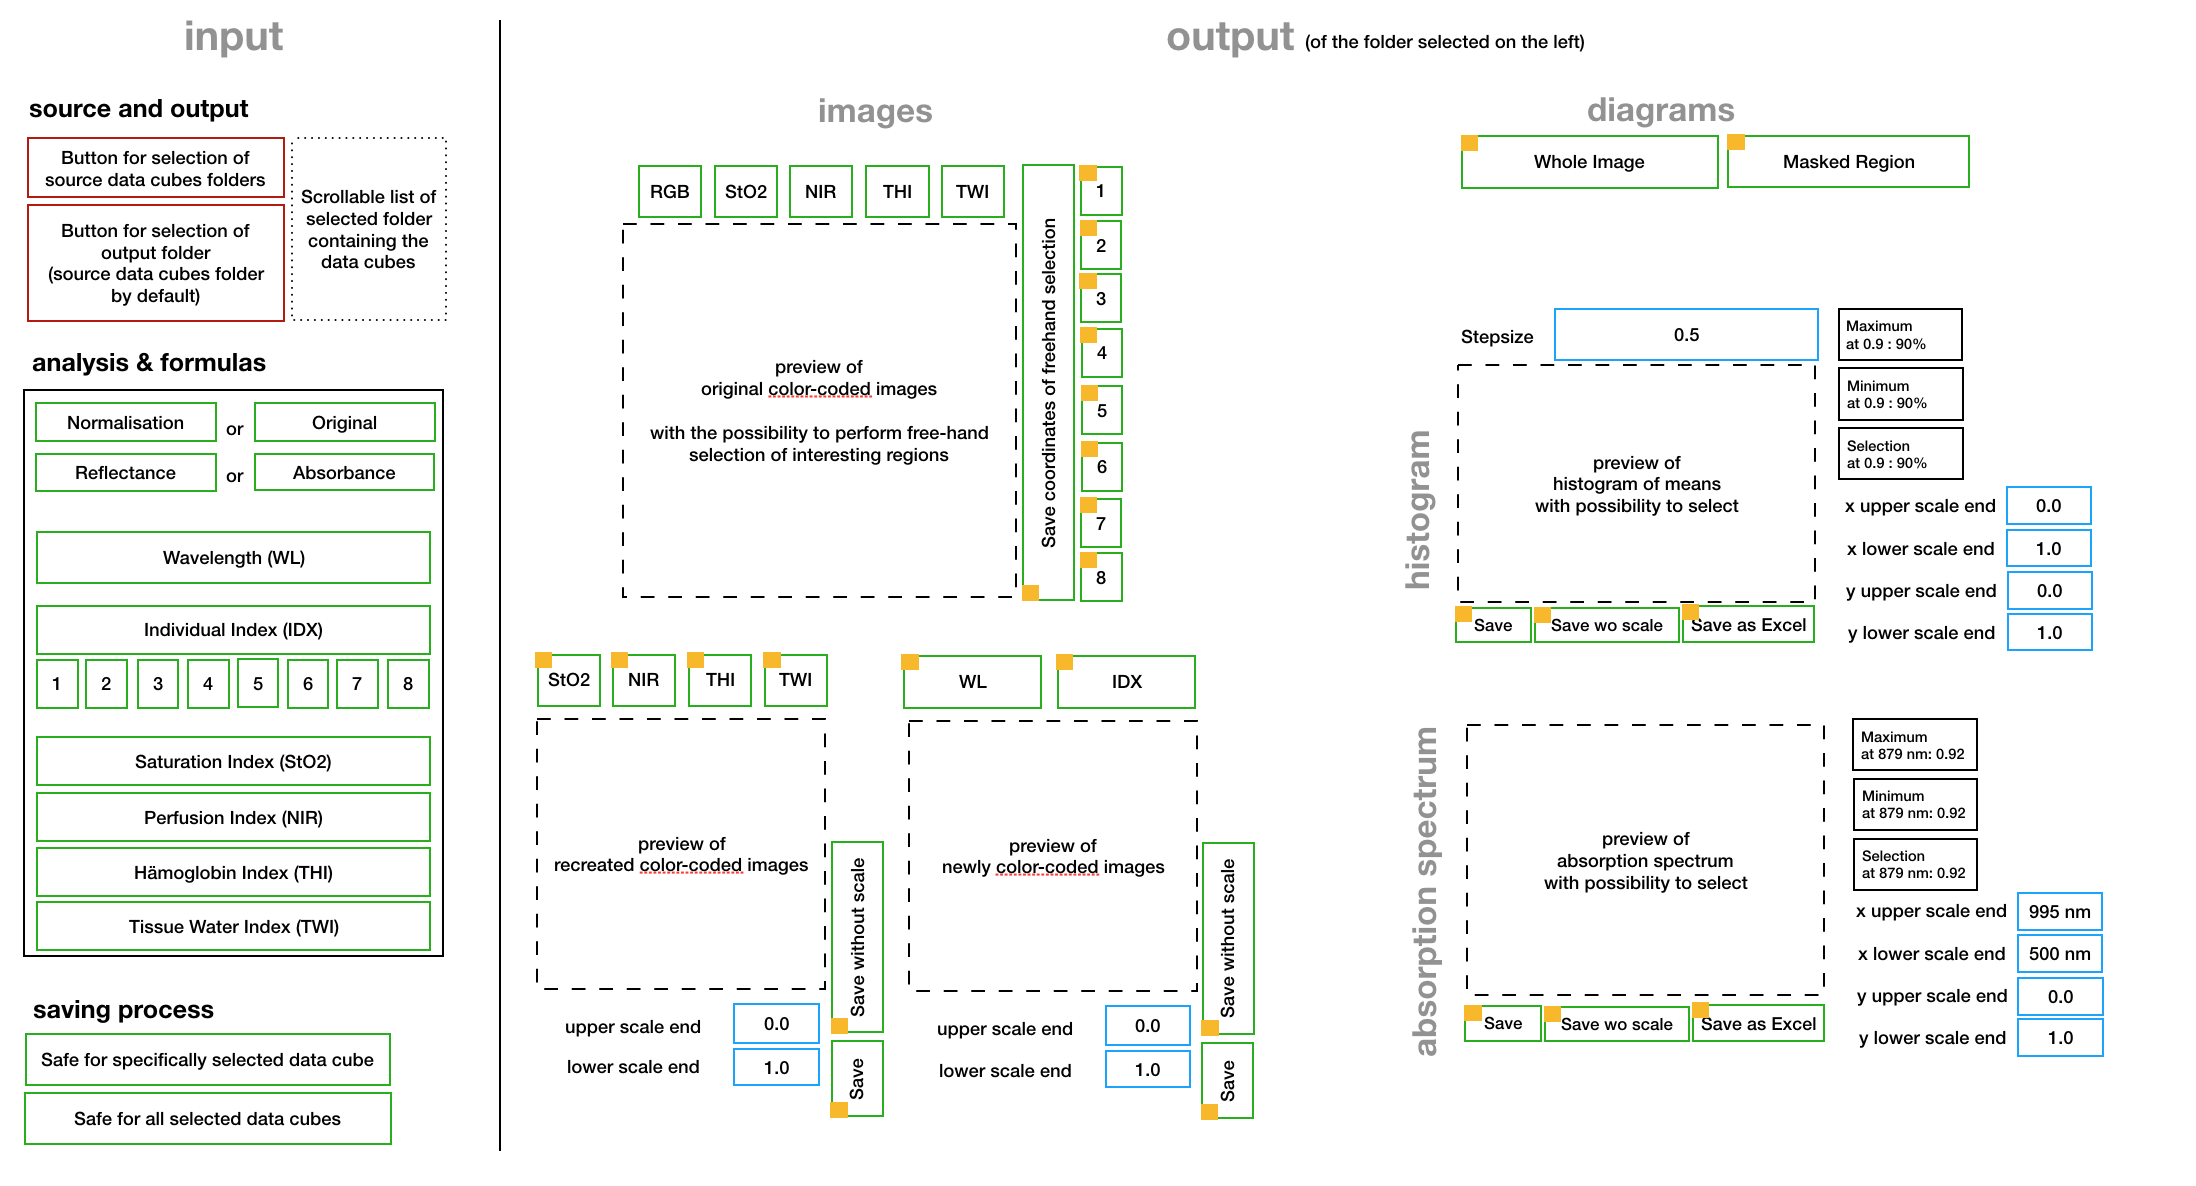 input
source and output
Button for selection of
source data cubes folders
Button for selection of
output folder
(source data cubes folder
by default)
Scrollable list of
selected folder
containing the
data cubes
analysis & formulas
Normalisation
or
Original
Reflectance
or
Absorbance
Wavelength (WL)
Individual Index (IDX)
1 2 3 4 5 6 7 8
Saturation Index (StO2)
Perfusion Index (NIR)
Hämoglobin Index (THI)
Tissue Water Index (TWI)
saving process
Safe for specifically selected data cube
Safe for all selected data cubes
output (of the folder selected on the left)
images
RGB StO2 NIR THI TWI
preview of
original color-coded images
with the possibility to perform free-hand
selection of interesting regions
Save coordinates of freehand selection
1
2
3
4
5
6
7
8
StO2 NIR THI TWI
preview of
recreated color-coded images
Save without scale
Save
upper scale end 0.0
lower scale end 1.0
WL IDX
preview of
newly color-coded images
Save without scale
Save
upper scale end 0.0
lower scale end 1.0
diagrams
Whole Image
Masked Region
histogram
Stepsize 0.5
preview of
histogram of means
with possibility to select
Save
Save wo scale
Save as Excel
Maximum
at 0.9 : 90%
Minimum
at 0.9 : 90%
Selection
at 0.9 : 90%
x upper scale end 0.0
x lower scale end 1.0
y upper scale end 0.0
y lower scale end 1.0
absorption spectrum
preview of
absorption spectrum
with possibility to select
Save
Save wo scale
Save as Excel
Maximum
at 879 nm: 0.92
Minimum
at 879 nm: 0.92
Selection
at 879 nm: 0.92
x upper scale end 995 nm
x lower scale end 500 nm
y upper scale end 0.0
y lower scale end 1.0